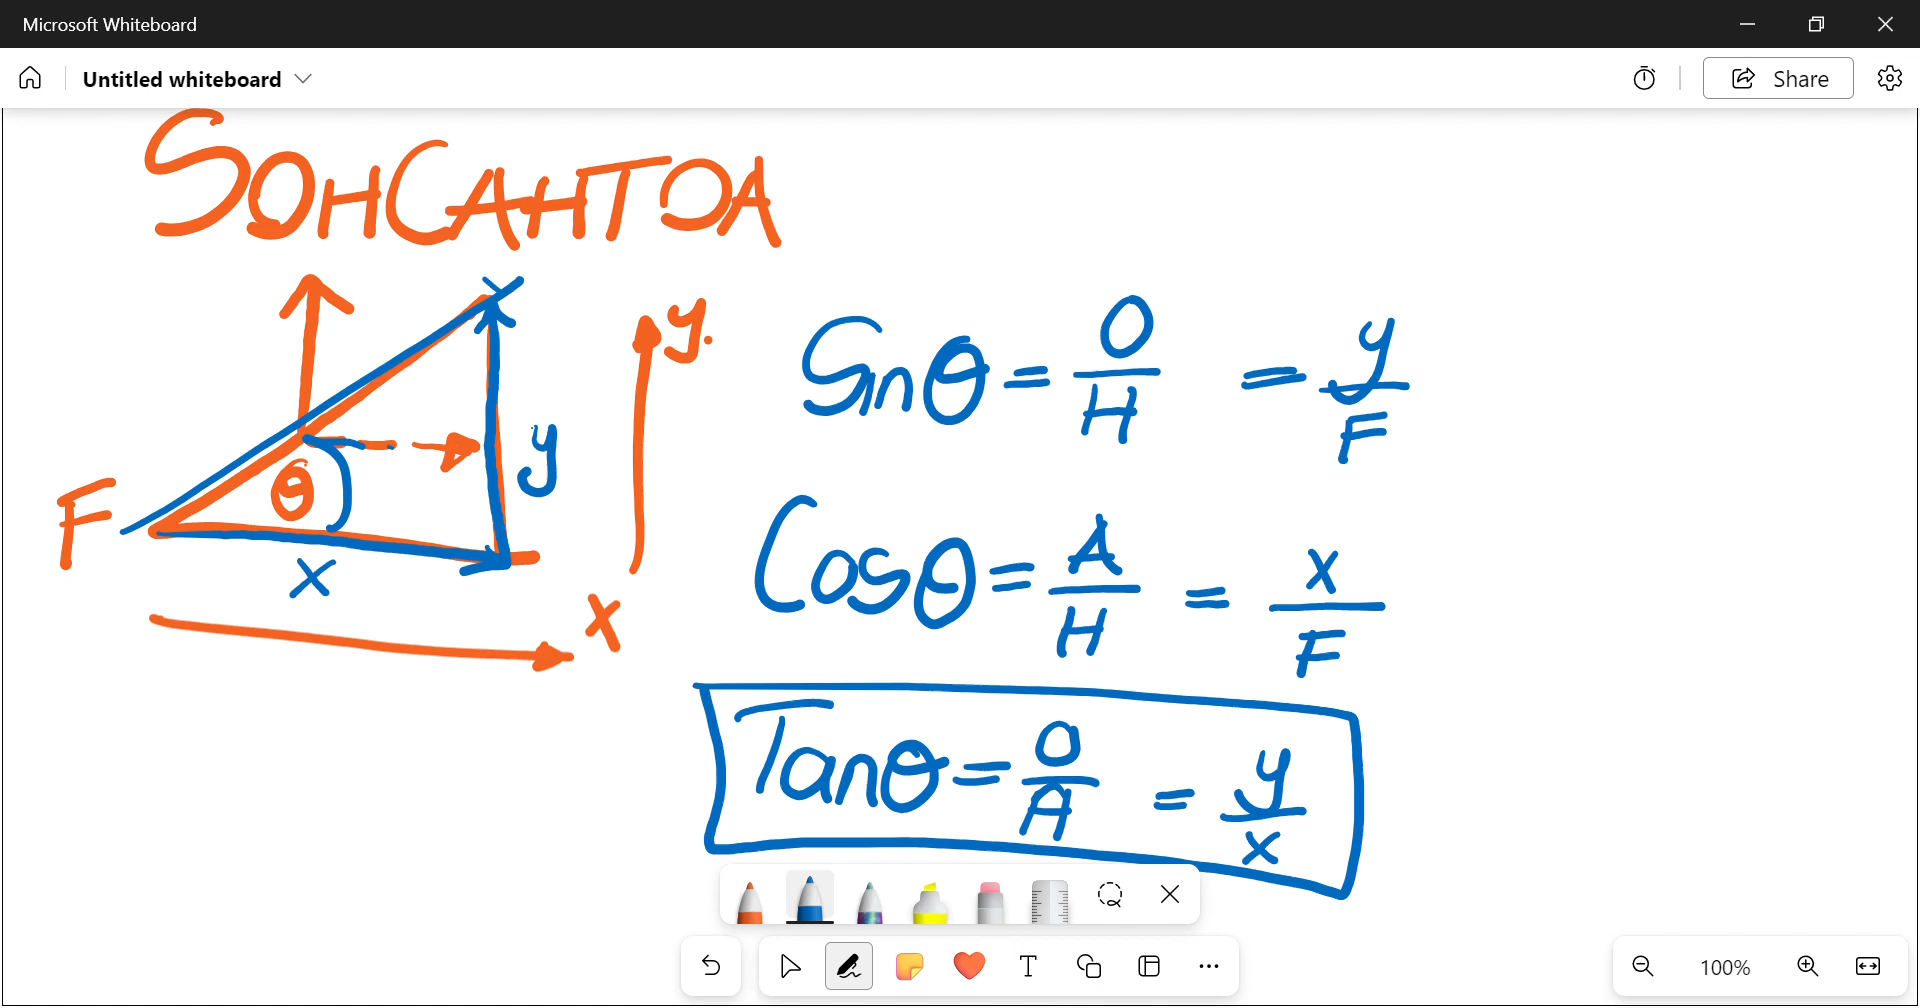 Microsoft Whiteboard
Untitled whiteboard
Share
SOHCAHTOA
y.
Sinθ = O/H = y/F
y
θ
F
x
x
Cosθ = A/H = x/F
Tanθ = O/A = y/x
T
100%